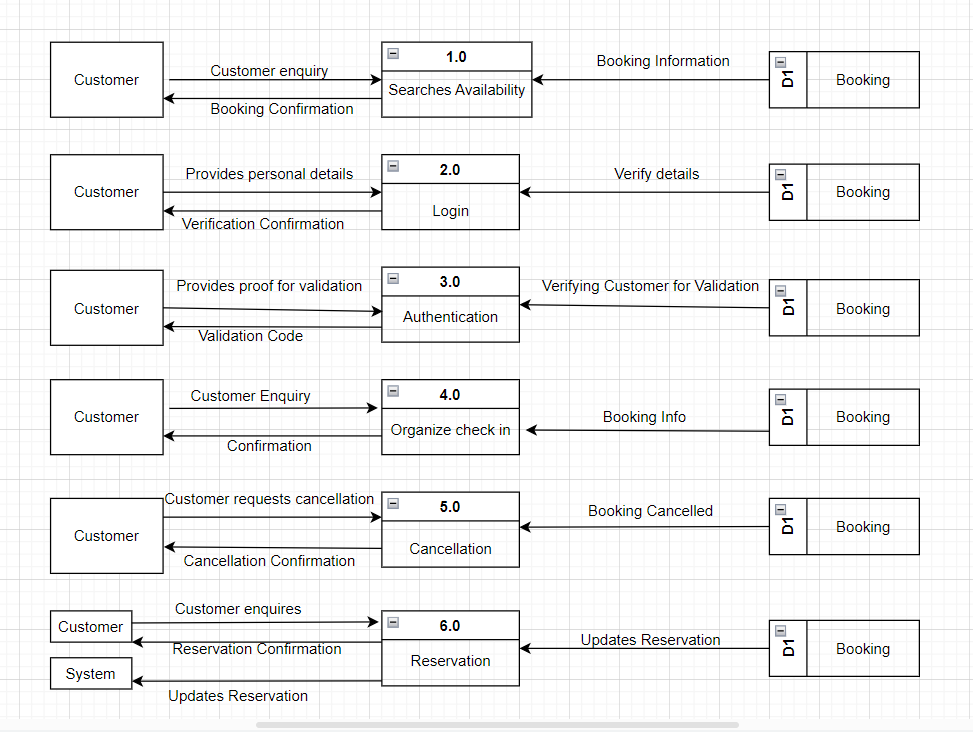 1.0
Customer
Customer enquiry
Booking Confirmation
Searches Availability
Booking Information
D1
Booking
2.0
Customer
Provides personal details
Verification Confirmation
Login
Verify details
D1
Booking
3.0
Customer
Provides proof for validation
Validation Code
Authentication
Verifying Customer for Validation
D1
Booking
4.0
Customer
Customer Enquiry
Confirmation
Organize check in
Booking Info
D1
Booking
5.0
Customer
Customer requests cancellation
Cancellation Confirmation
Cancellation
Booking Cancelled
D1
Booking
6.0
Customer
Customer enquires
Reservation Confirmation
System
Updates Reservation
Reservation
Updates Reservation
D1
Booking